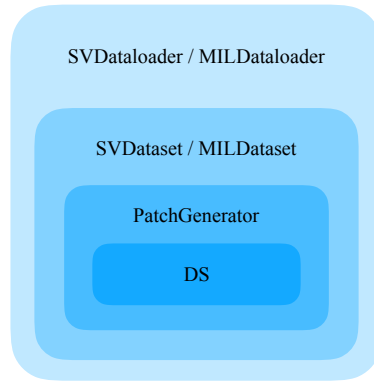 SVDataloader / MILDataloader
SVDataset / MILDataset
PatchGenerator
DS